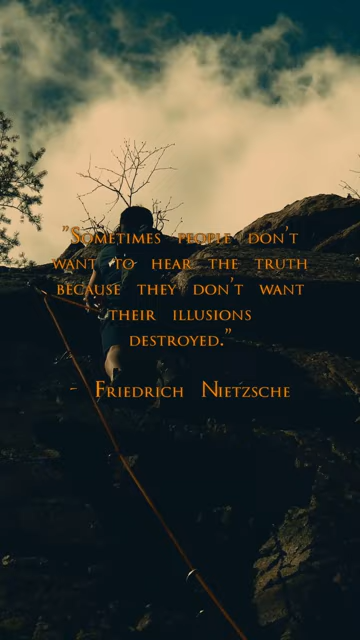 "Sometimes people don't
want to hear the truth
because they don't want
their illusions
destroyed."
- Friedrich Nietzsche